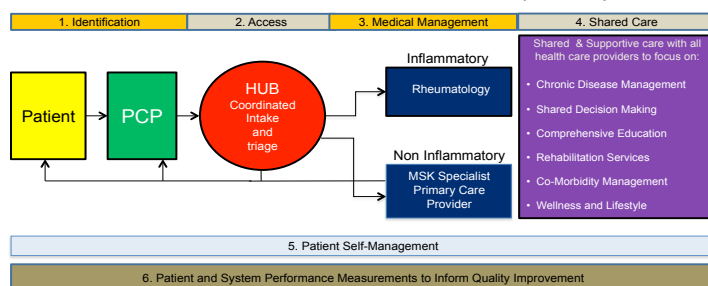 1. Identification
2. Access
3. Medical Management
4. Shared Care
Patient
PCP
HUB
Coordinated
Intake
and
triage
Inflammatory
Rheumatology
Non Inflammatory
MSK Specialist
Primary Care
Provider
Shared & Supportive care with all
health care providers to focus on:
• Chronic Disease Management
• Shared Decision Making
• Comprehensive Education
• Rehabilitation Services
• Co-Morbidity Management
• Wellness and Lifestyle
5. Patient Self-Management
6. Patient and System Performance Measurements to Inform Quality Improvement